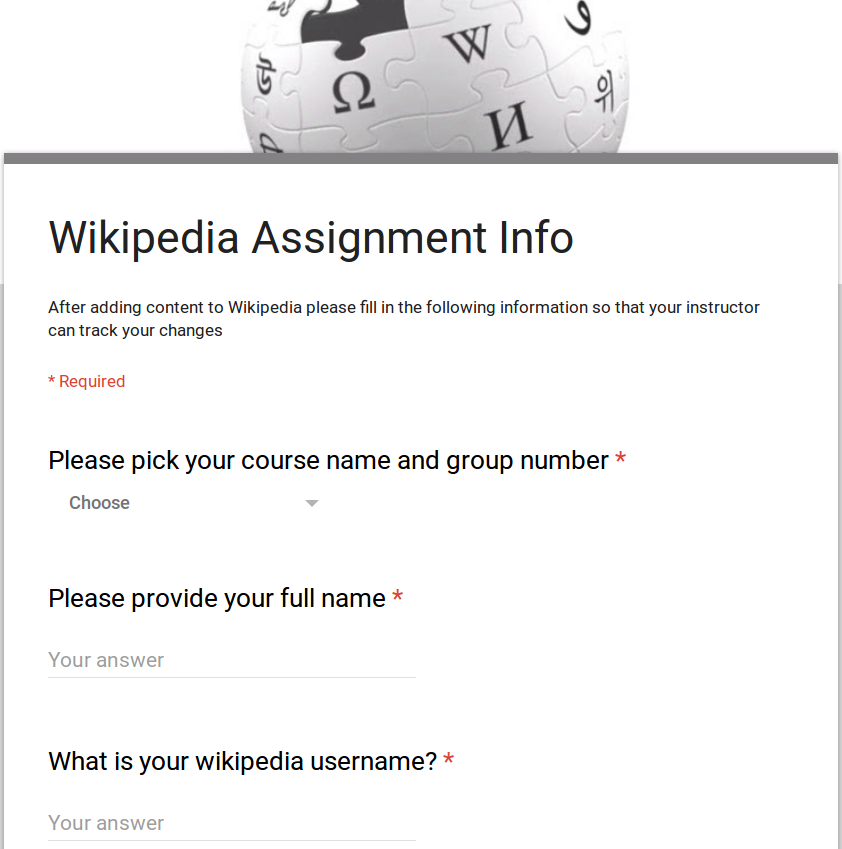 Ω W И 위
Wikipedia Assignment Info
After adding content to Wikipedia please fill in the following information so that your instructor
can track your changes
* Required
Please pick your course name and group number *
Choose
Please provide your full name *
Your answer
What is your wikipedia username? *
Your answer